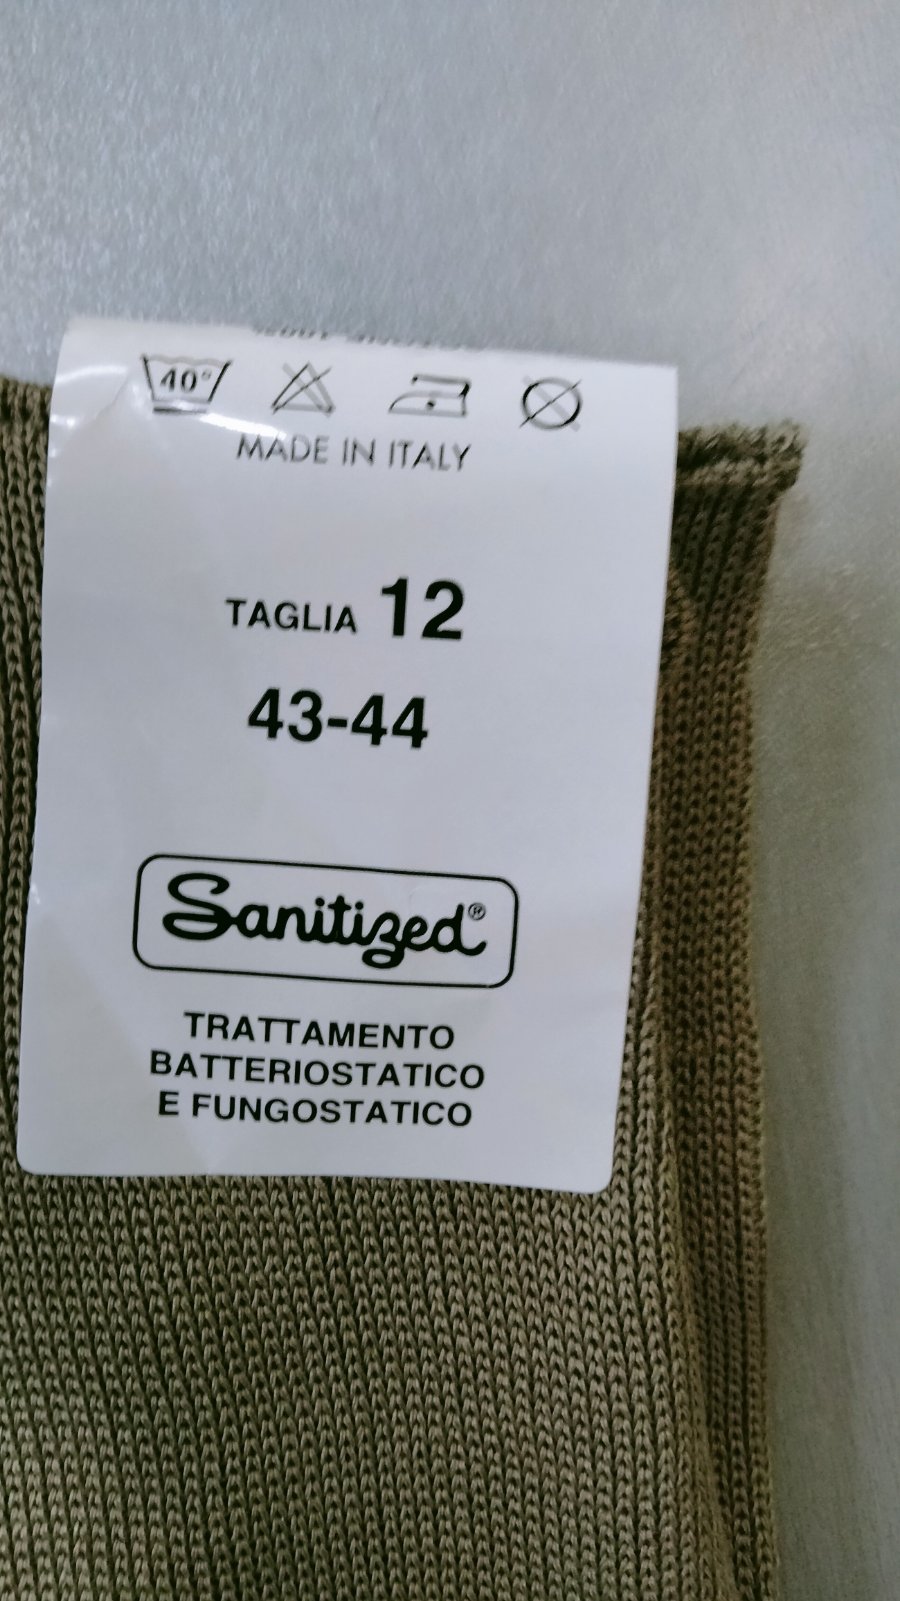 40°
MADE IN ITALY
TAGLIA 12
43-44
Sanitized®
TRATTAMENTO
BATTERIOSTATICO
E FUNGOSTATICO